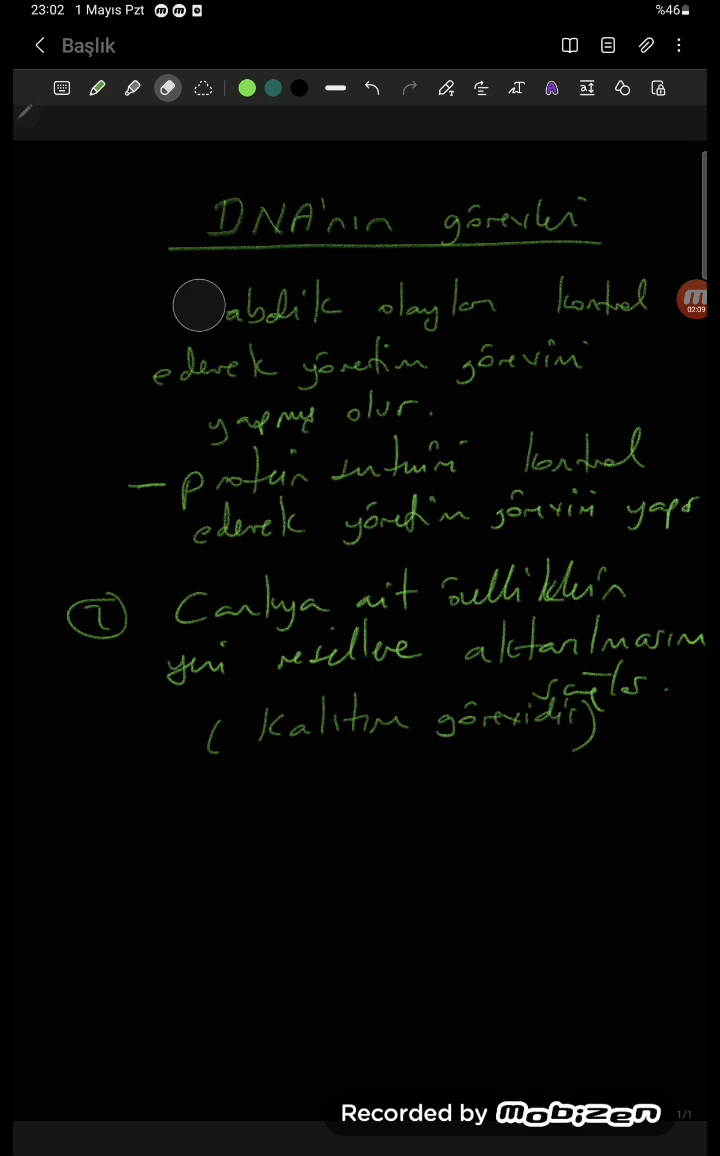 23:02 1 Mayıs Pzt
%46
Başlık
DNA'nın görevleri
abolik olayları kontrol
02:09
ederek yönetim görevini
yapmış olur.
- protein sentezini kontrol
ederek yönetim görevini yapar
2 Canlıya ait özelliklerin
yeni nesillere aktarılmasını
sağlar.
( Kalıtım görevidir)
Recorded by mobizen
1/1